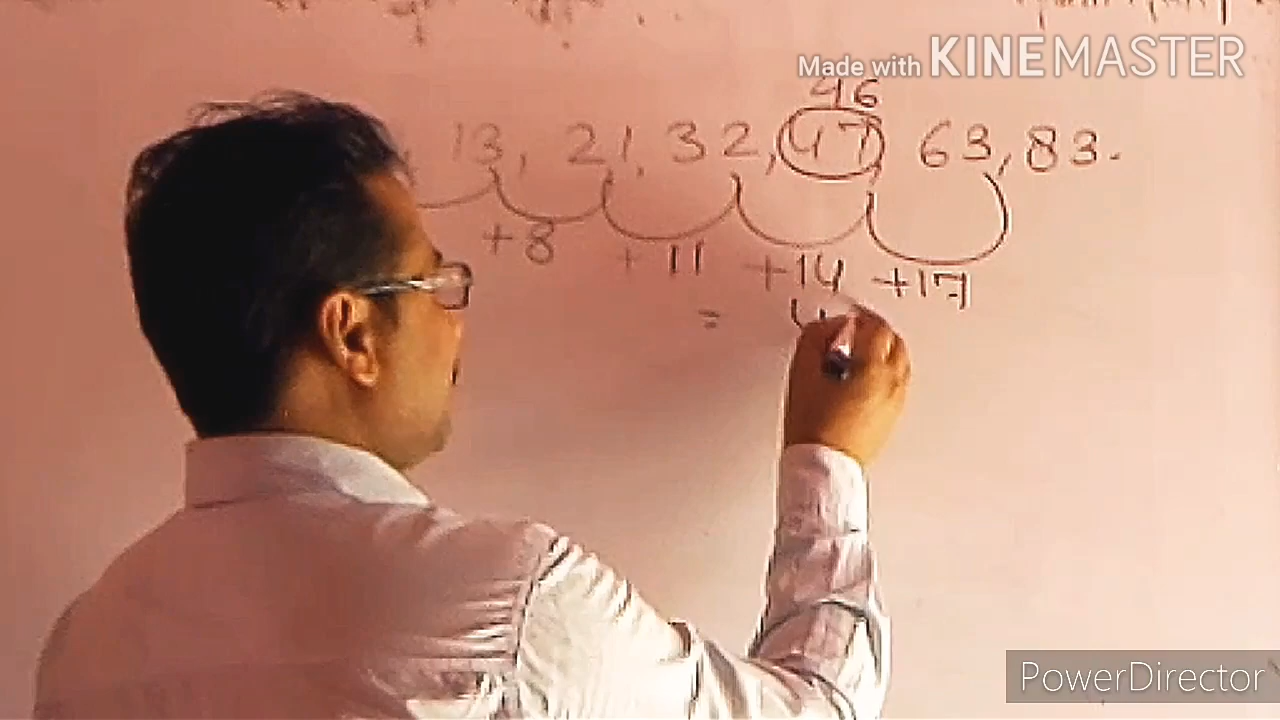 Made with KINEMASTER
46
13, 21, 32, 47, 63, 83.
+8 +11 +14 +17
=
PowerDirector